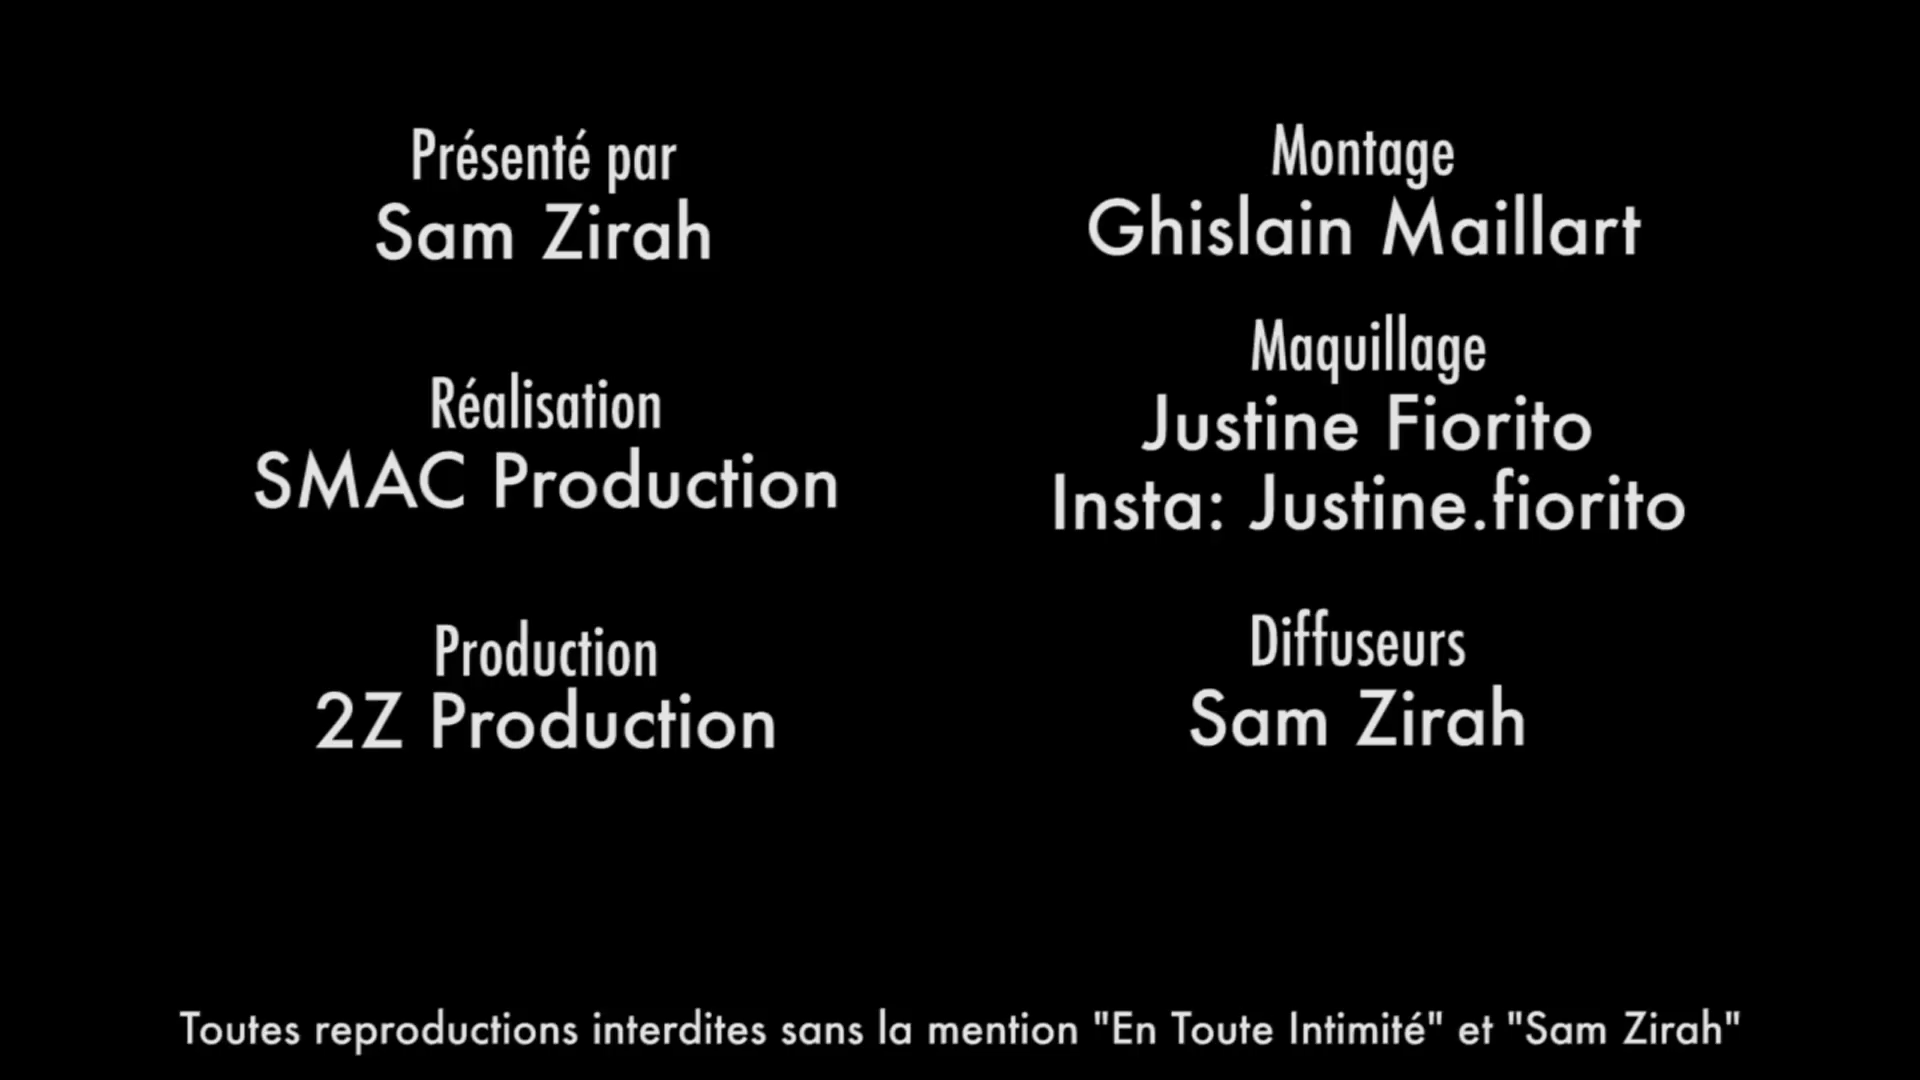 Présenté par
Sam Zirah
Réalisation
SMAC Production
Production
2Z Production
Montage
Ghislain Maillart
Maquillage
Justine Fiorito
Insta: Justine.fiorito
Diffuseurs
Sam Zirah
Toutes reproductions interdites sans la mention "En Toute Intimité" et "Sam Zirah"